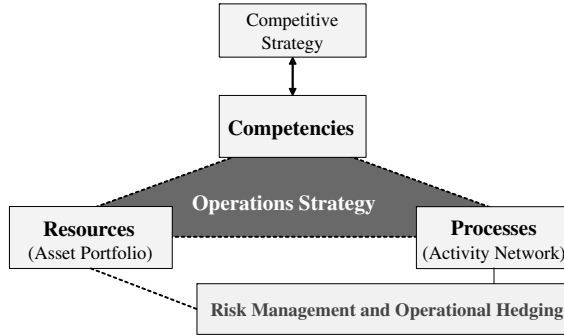 Competitive
Strategy
Competencies
Operations Strategy
Resources
(Asset Portfolio)
Processes
(Activity Network)
Risk Management and Operational Hedging